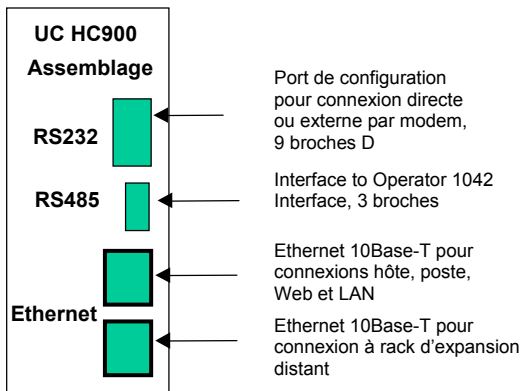 UC HC900
Assemblage
RS232
Port de configuration
pour connexion directe
ou externe par modem,
9 broches D
RS485
Interface to Operator 1042
Interface, 3 broches
Ethernet
Ethernet 10Base-T pour
connexions hôte, poste,
Web et LAN
Ethernet 10Base-T pour
connexion à rack d'expansion
distant